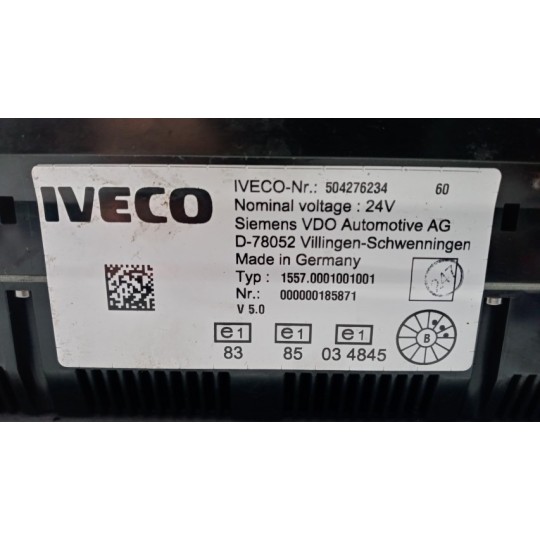 IVECO
IVECO-Nr.: 504276234 60
Nominal voltage : 24V
Siemens VDO Automotive AG
D-78052 Villingen-Schwenningen
Made in Germany
Typ : 1557.0001001001
Nr.: 000000185871
V 5.0
e1 e1 e1
83 85 03 4845
B